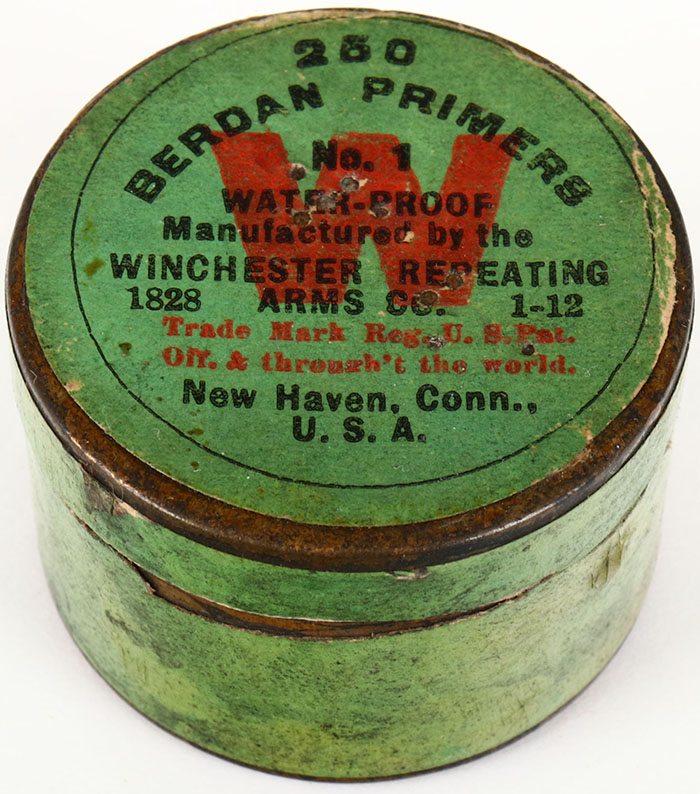 250
BERDAN PRIMERS
W
No. 1
WATER-PROOF
Manufactured by the
WINCHESTER REPEATING
1828 ARMS CO. 1-12
Trade Mark Reg. U. S. Pat.
Off. & through't the world.
New Haven, Conn.,
U. S. A.